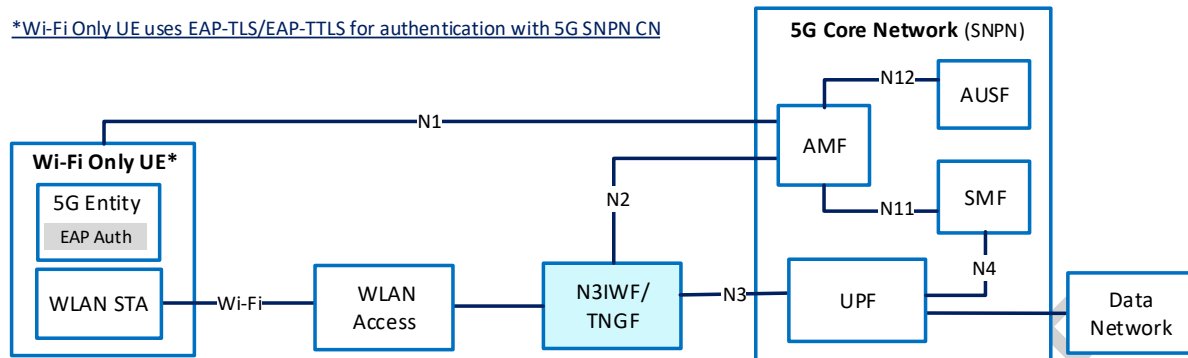 *Wi-Fi Only UE uses EAP-TLS/EAP-TTLS for authentication with 5G SNPN CN
5G Core Network (SNPN)
N12
AUSF
N1
AMF
Wi-Fi Only UE*
5G Entity
EAP Auth
N2
N11
SMF
N4
WLAN STA
Wi-Fi
WLAN
Access
N3IWF/
TNGF
N3
UPF
Data
Network